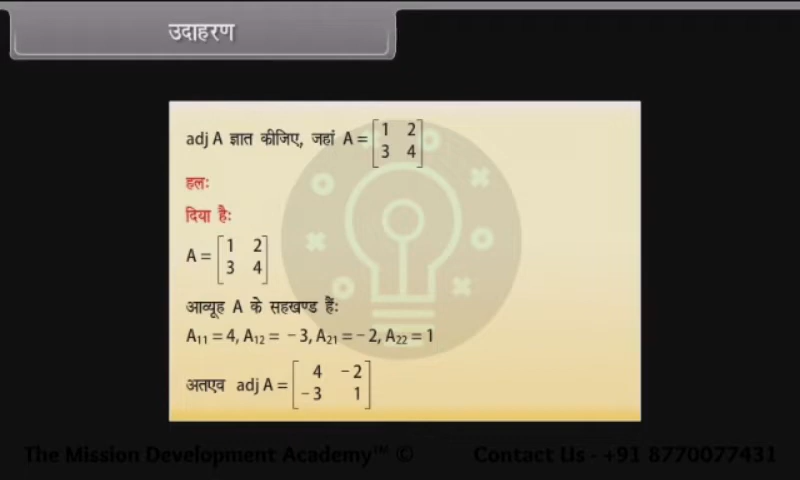 उदाहरण
adj A ज्ञात कीजिए, जहां A = [1 2
3 4]
हलः
दिया हैः
A = [1 2
3 4]
आव्यूह A के सहखण्ड हैंः
A₁₁ = 4, A₁₂ = −3, A₂₁ = −2, A₂₂ = 1
अतएव adj A = [4 −2
−3 1]
The Mission Development Academy™ © Contact Us - +91 8770077431